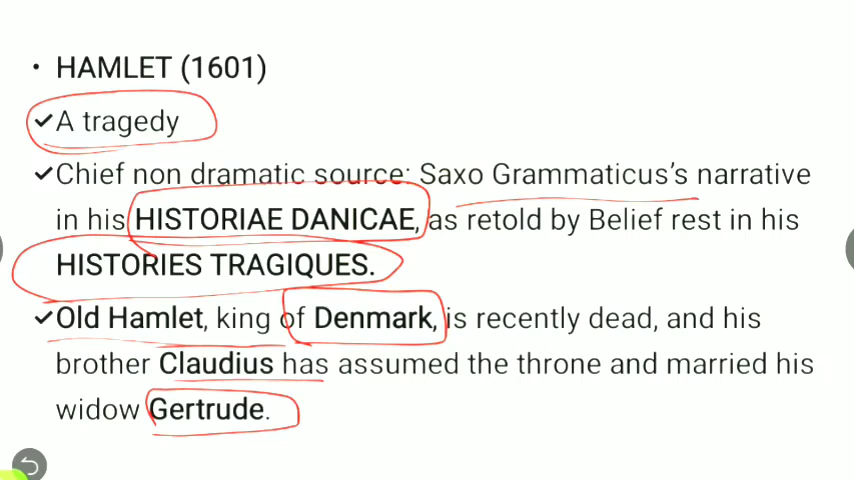 • HAMLET (1601)
✔A tragedy
✔Chief non dramatic source: Saxo Grammaticus's narrative
in his HISTORIAE DANICAE, as retold by Belief rest in his
HISTORIES TRAGIQUES.
✔Old Hamlet, king of Denmark, is recently dead, and his
brother Claudius has assumed the throne and married his
widow Gertrude.